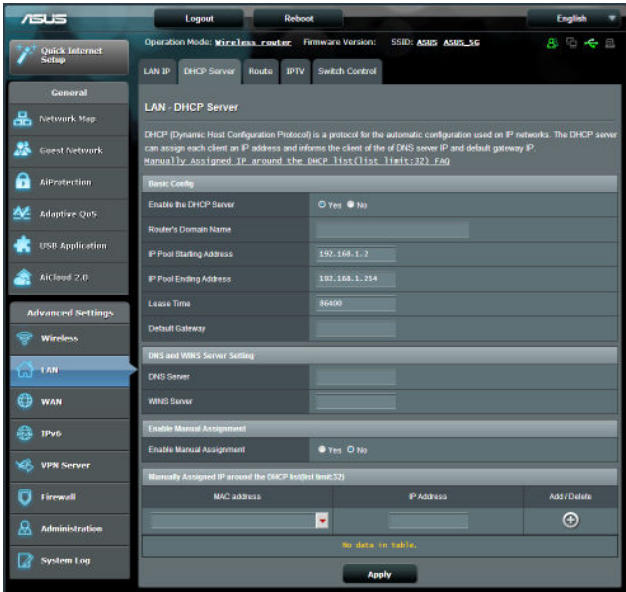 ASUS
Logout
Reboot
English
Quick Internet
Setup
Operation Mode: Wireless router Firmware Version: SSID: ASUS ASUS_5G
LAN IP DHCP Server Route IPTV Switch Control
General
Network Map
Guest Network
AiProtection
Adaptive QoS
USB Application
AiCloud 2.0
Advanced Settings
Wireless
LAN
WAN
IPv6
VPN Server
Firewall
Administration
System Log
LAN - DHCP Server
DHCP (Dynamic Host Configuration Protocol) is a protocol for the automatic configuration used on IP networks. The DHCP server
can assign each client an IP address and informs the client of the of DNS server IP and default gateway IP.
Manually Assigned IP around the DHCP list(list limit:32) FAQ
Basic Config
Enable the DHCP Server Yes No
Router's Domain Name
IP Pool Starting Address 192.168.1.2
IP Pool Ending Address 192.168.1.254
Lease Time 86400
Default Gateway
DNS and WINS Server Setting
DNS Server
WINS Server
Enable Manual Assignment
Enable Manual Assignment Yes No
Manually Assigned IP around the DHCP list(list limit:32)
MAC address IP Address Add / Delete
No data in table.
Apply